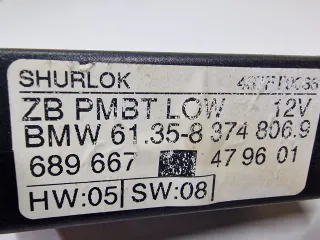 SHURLOK
ZB PMBT LOW 12V
BMW 61.35-8 374 806.9
689 667 47 96 01
HW:05 SW:08